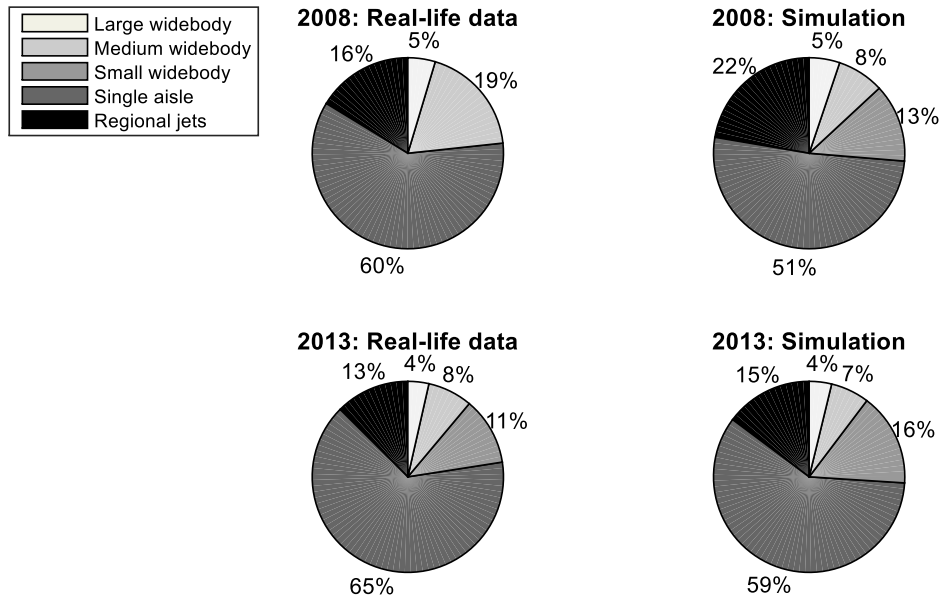 Large widebody
Medium widebody
Small widebody
Single aisle
Regional jets
2008: Real-life data
5%
19%
60%
16%
2008: Simulation
5%
8%
13%
51%
22%
2013: Real-life data
4%
8%
11%
65%
13%
2013: Simulation
4%
7%
16%
59%
15%